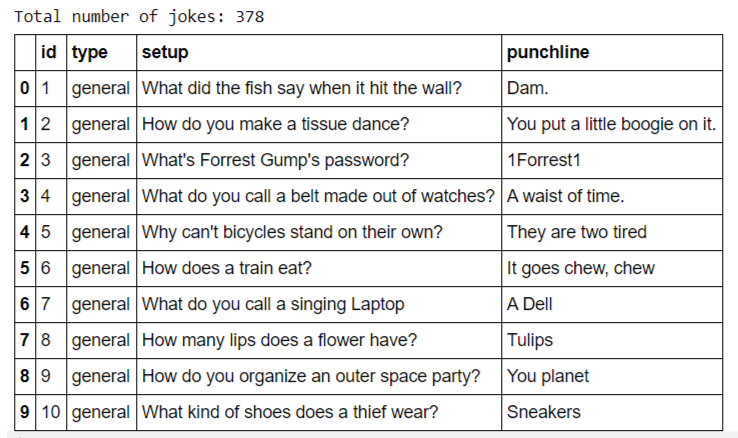 Total number of jokes: 378
id type setup punchline
0 1 general What did the fish say when it hit the wall? Dam.
1 2 general How do you make a tissue dance? You put a little boogie on it.
2 3 general What's Forrest Gump's password? 1Forrest1
3 4 general What do you call a belt made out of watches? A waist of time.
4 5 general Why can't bicycles stand on their own? They are two tired
5 6 general How does a train eat? It goes chew, chew
6 7 general What do you call a singing Laptop A Dell
7 8 general How many lips does a flower have? Tulips
8 9 general How do you organize an outer space party? You planet
9 10 general What kind of shoes does a thief wear? Sneakers